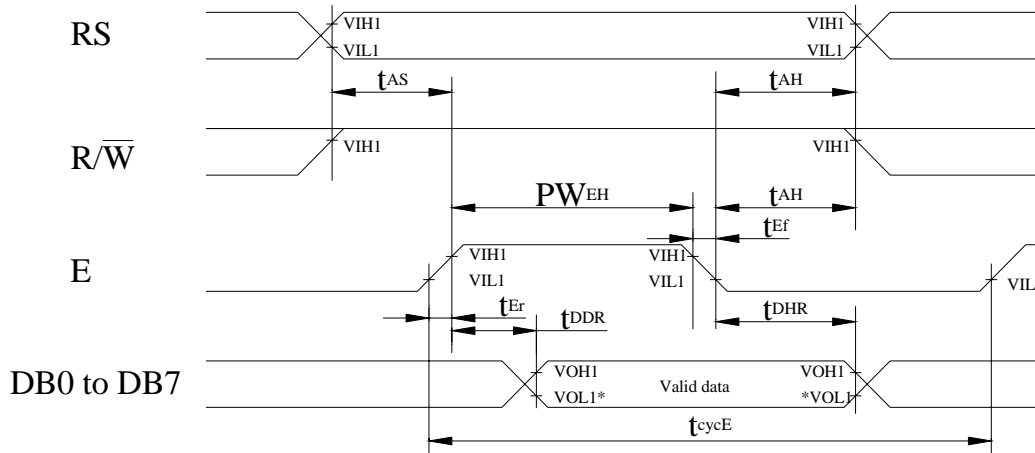 RS
VIH1
VIL1
VIH1
VIL1
tAS
tAH
R/W̅
VIH1
VIH1
PWEH
tAH
tEf
E
VIH1
VIL1
VIH1
VIL1
VIL
tEr
tDDR
tDHR
DB0 to DB7
VOH1
VOL1*
Valid data
VOH1
*VOL1
tcycE